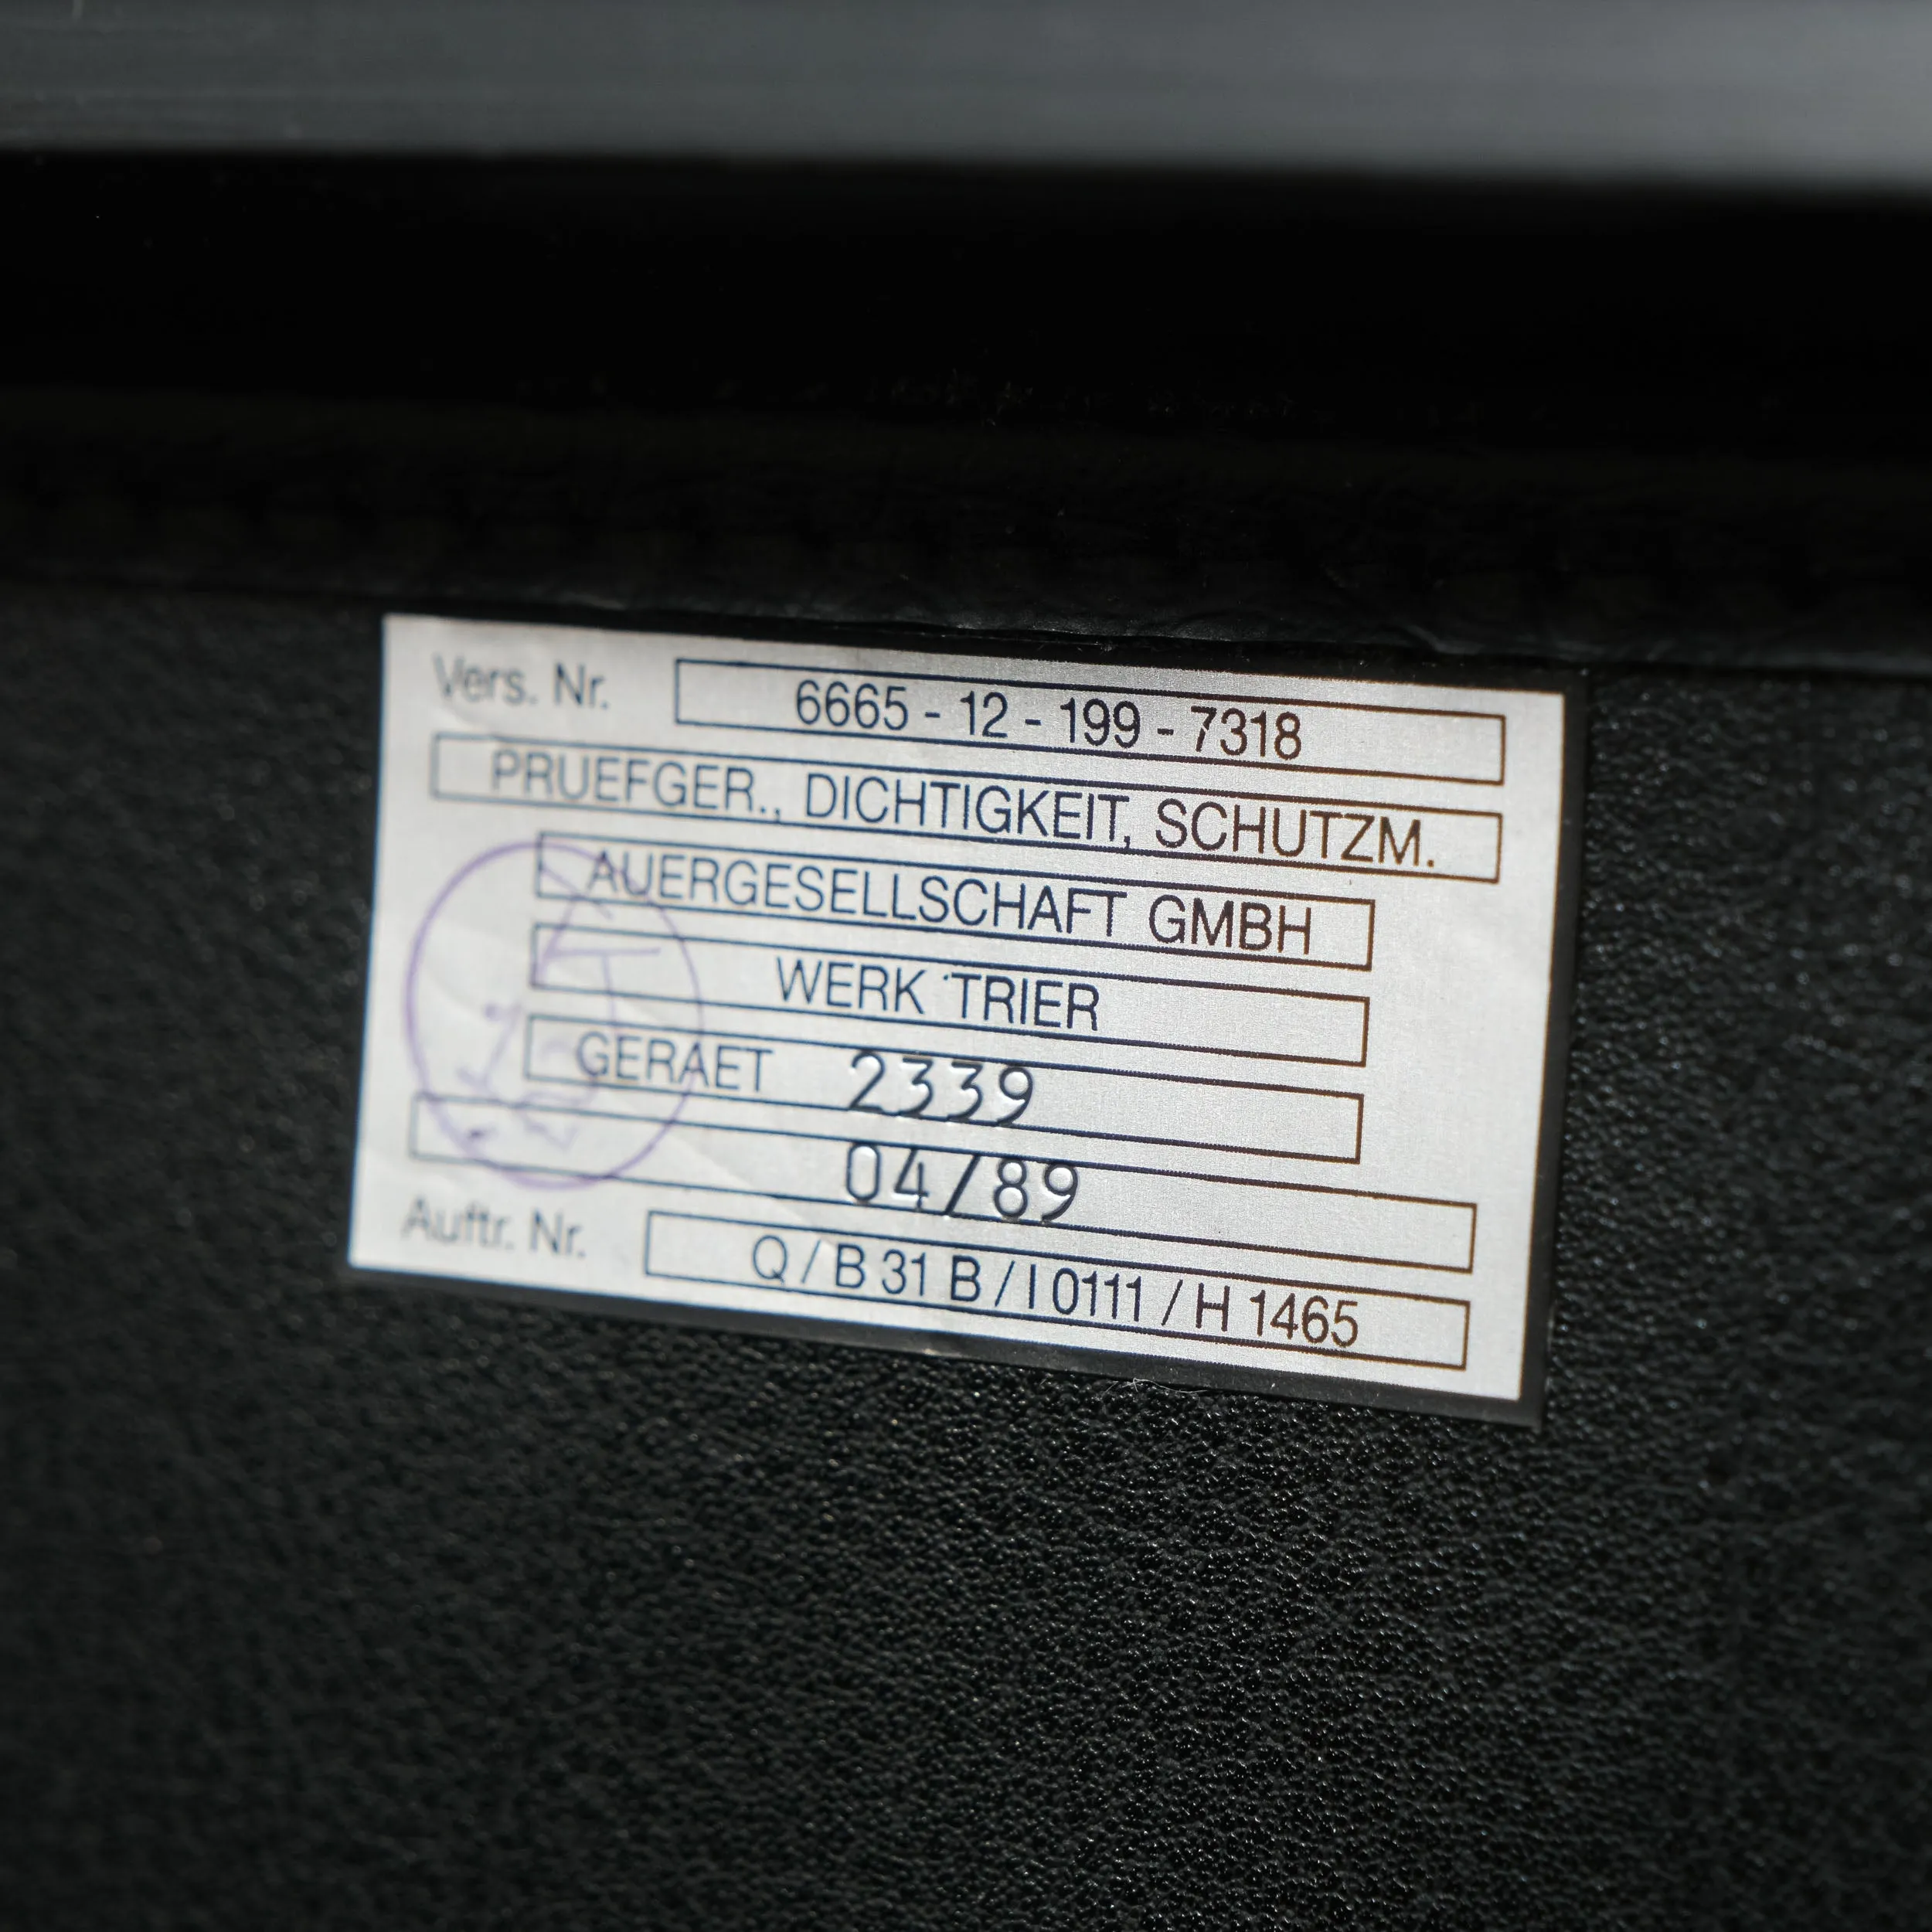 Vers. Nr. 6665 - 12 - 199 - 7318
PRUEFGER., DICHTIGKEIT, SCHUTZM.
AUERGESELLSCHAFT GMBH
WERK TRIER
GERAET 2339
04/89
Auftr. Nr. Q / B 31 B / I 0111 / H 1465